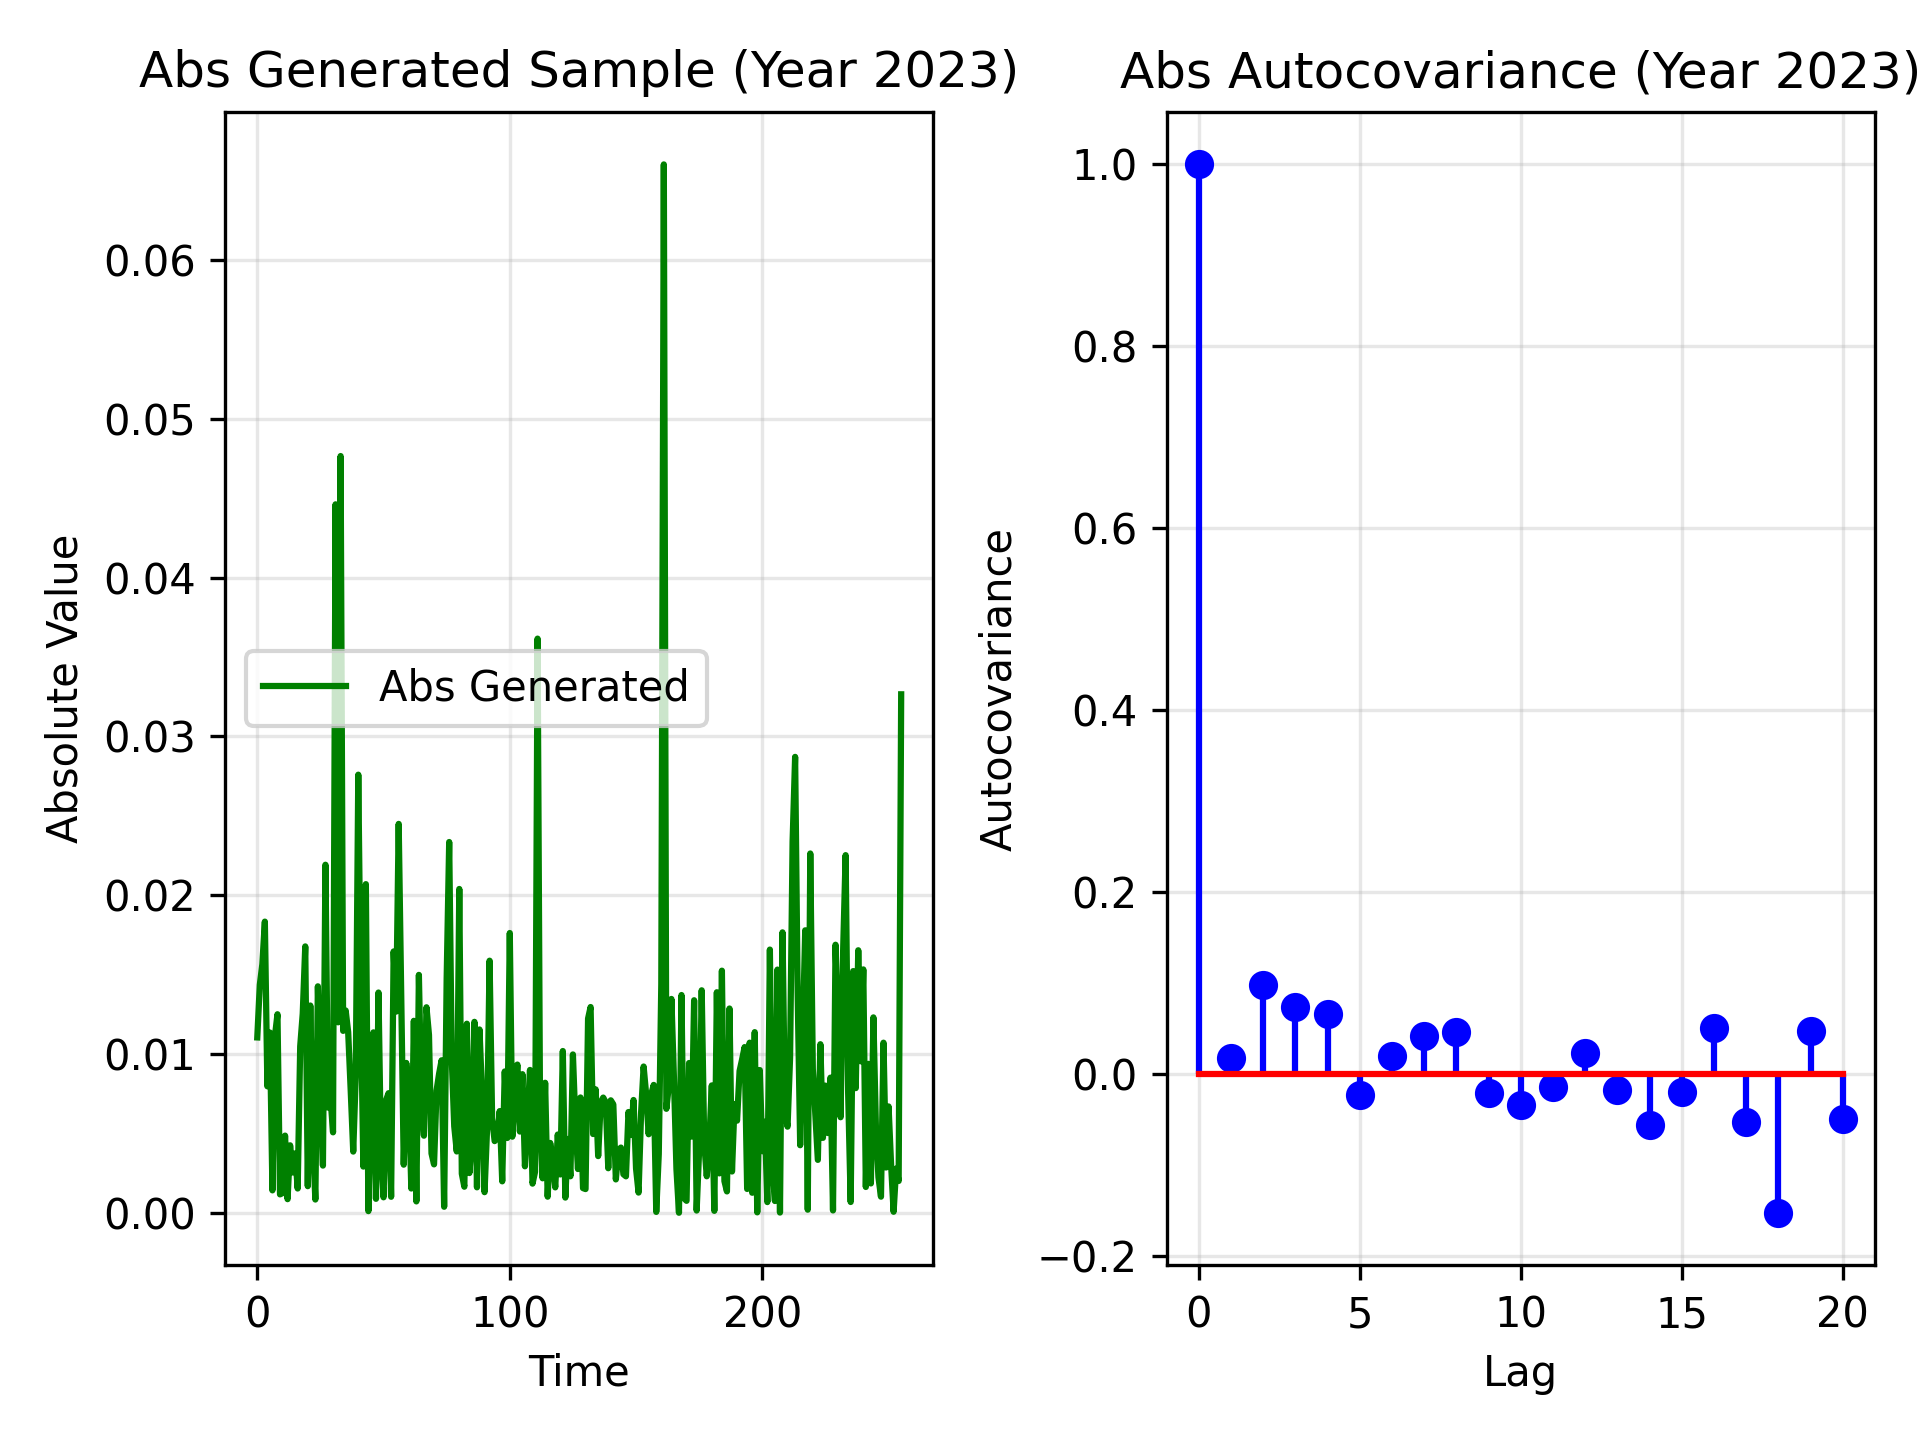 Abs Generated Sample (Year 2023)
Absolute Value
0.06
0.05
0.04
0.03
0.02
0.01
0.00
Abs Generated
0 100 200
Time
Abs Autocovariance (Year 2023)
Autocovariance
1.0
0.8
0.6
0.4
0.2
0.0
−0.2
0 5 10 15 20
Lag